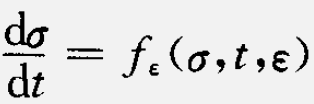 dσ/dt = f_ε(σ,t,ε)